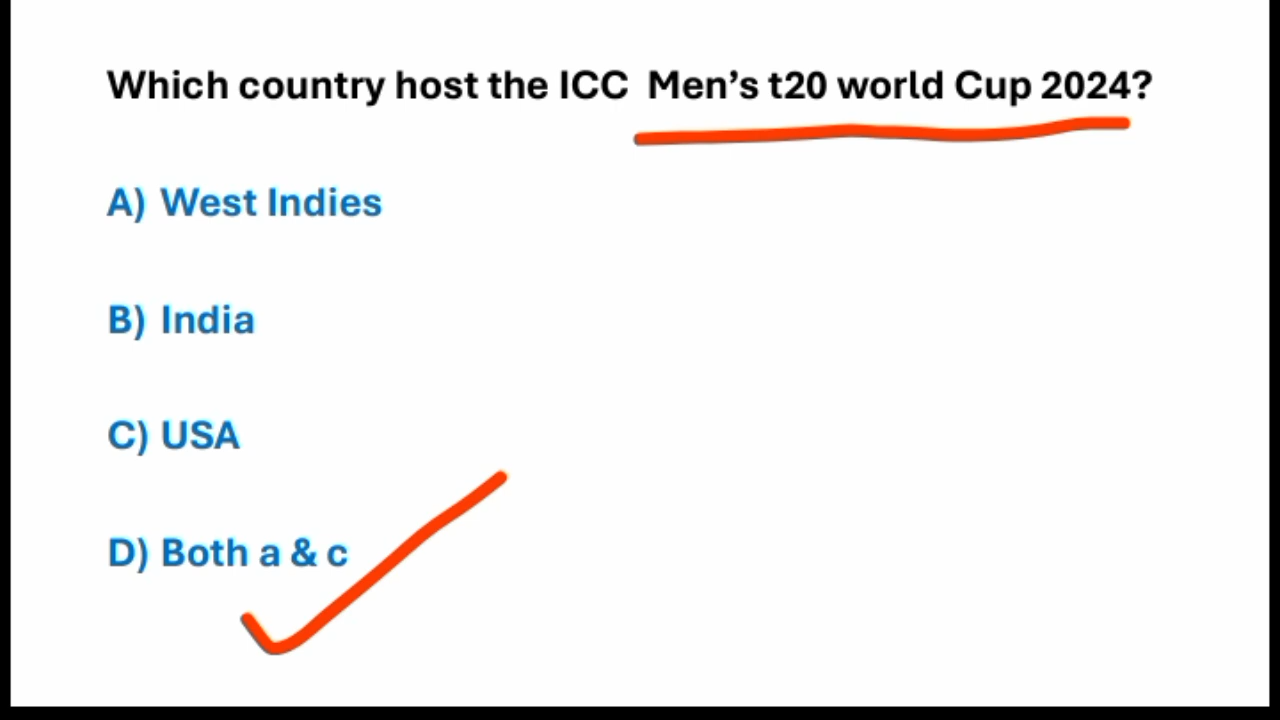 Which country host the ICC Men’s t20 world Cup 2024?
A) West Indies
B) India
C) USA
D) Both a & c